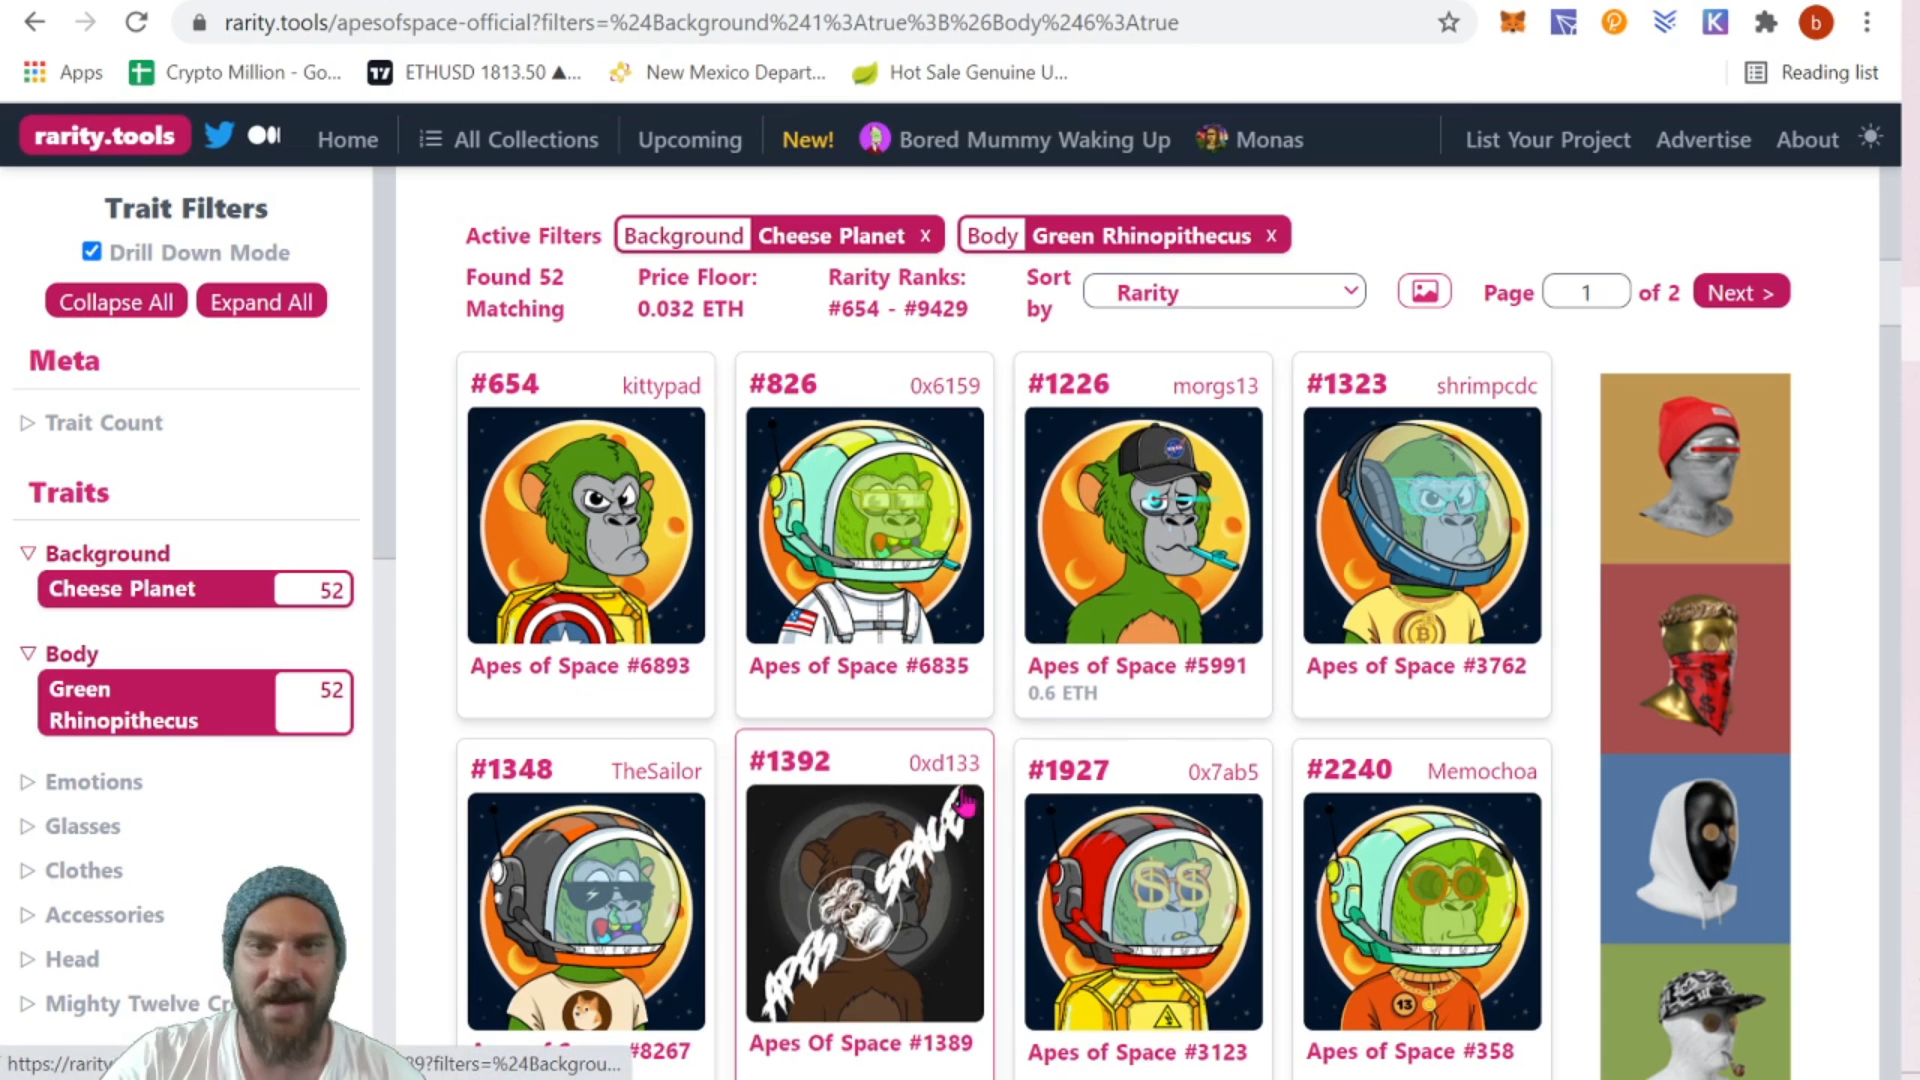 rarity.tools/apesofspace-official?filters=%24Background%241%3Atrue%3B%26Body%246%3Atrue
b
Apps
Crypto Million - Go...
ETHUSD 1813.50 ▲...
New Mexico Depart...
Hot Sale Genuine U...
Reading list
rarity.tools
Home
All Collections
Upcoming
New!
Bored Mummy Waking Up
Monas
List Your Project
Advertise
About
Trait Filters
Drill Down Mode
Collapse All
Expand All
Meta
Trait Count
Traits
Background
Cheese Planet 52
Body
Green Rhinopithecus 52
Emotions
Glasses
Clothes
Accessories
Head
Mighty Twelve Cr
Active Filters
Background Cheese Planet x
Body Green Rhinopithecus x
Found 52
Matching
Price Floor:
0.032 ETH
Rarity Ranks:
#654 - #9429
Sort
by
Rarity
Page 1 of 2
Next >
#654 kittypad
Apes of Space #6893
#826 0x6159
Apes of Space #6835
#1226 morgs13
Apes of Space #5991
0.6 ETH
#1323 shrimpcdc
Apes of Space #3762
#1348 TheSailor
#8267
#1392 0xd133
APES SPACE
Apes Of Space #1389
#1927 0x7ab5
$$
Apes of Space #3123
#2240 Memochoa
13
Apes of Space #358
https://rarity
9?filters=%24Backgrou...